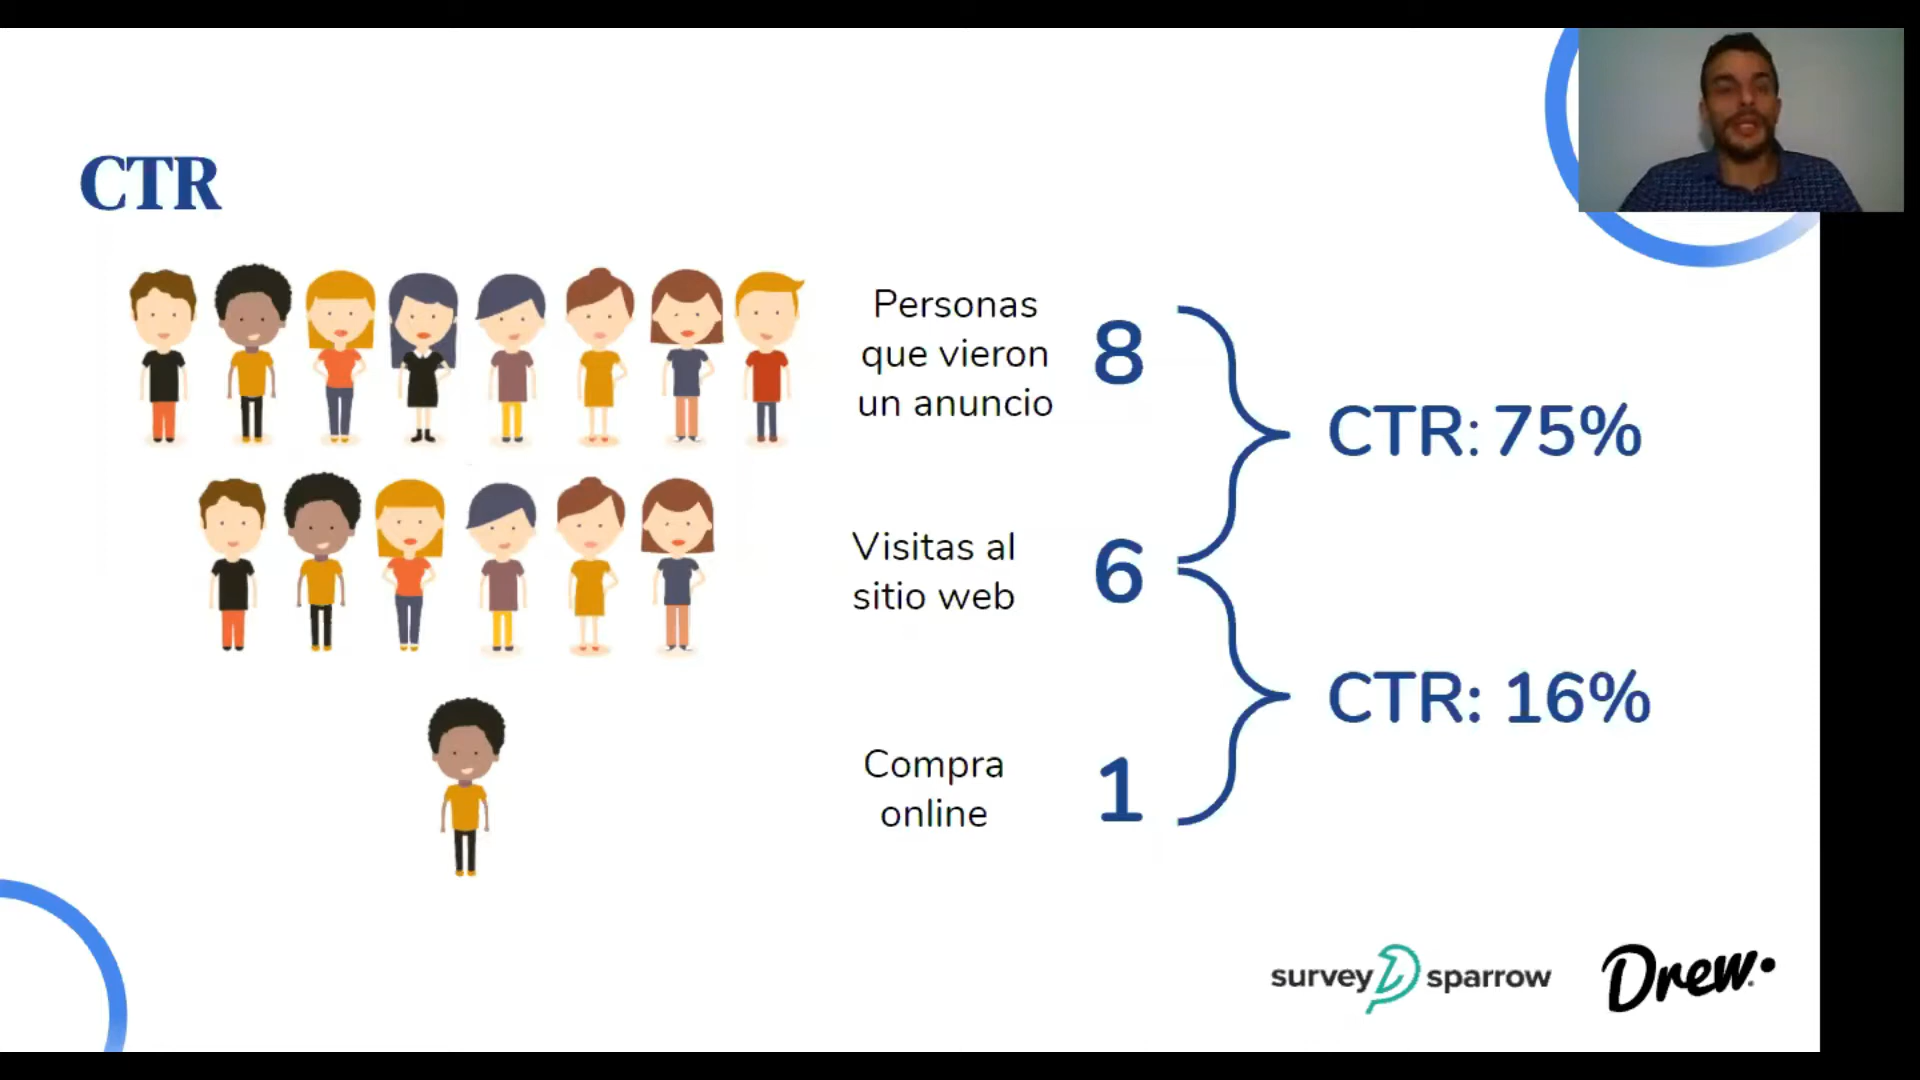 CTR
Personas
que vieron
un anuncio
8
CTR: 75%
Visitas al
sitio web
6
CTR: 16%
Compra
online
1
survey sparrow
Drew.